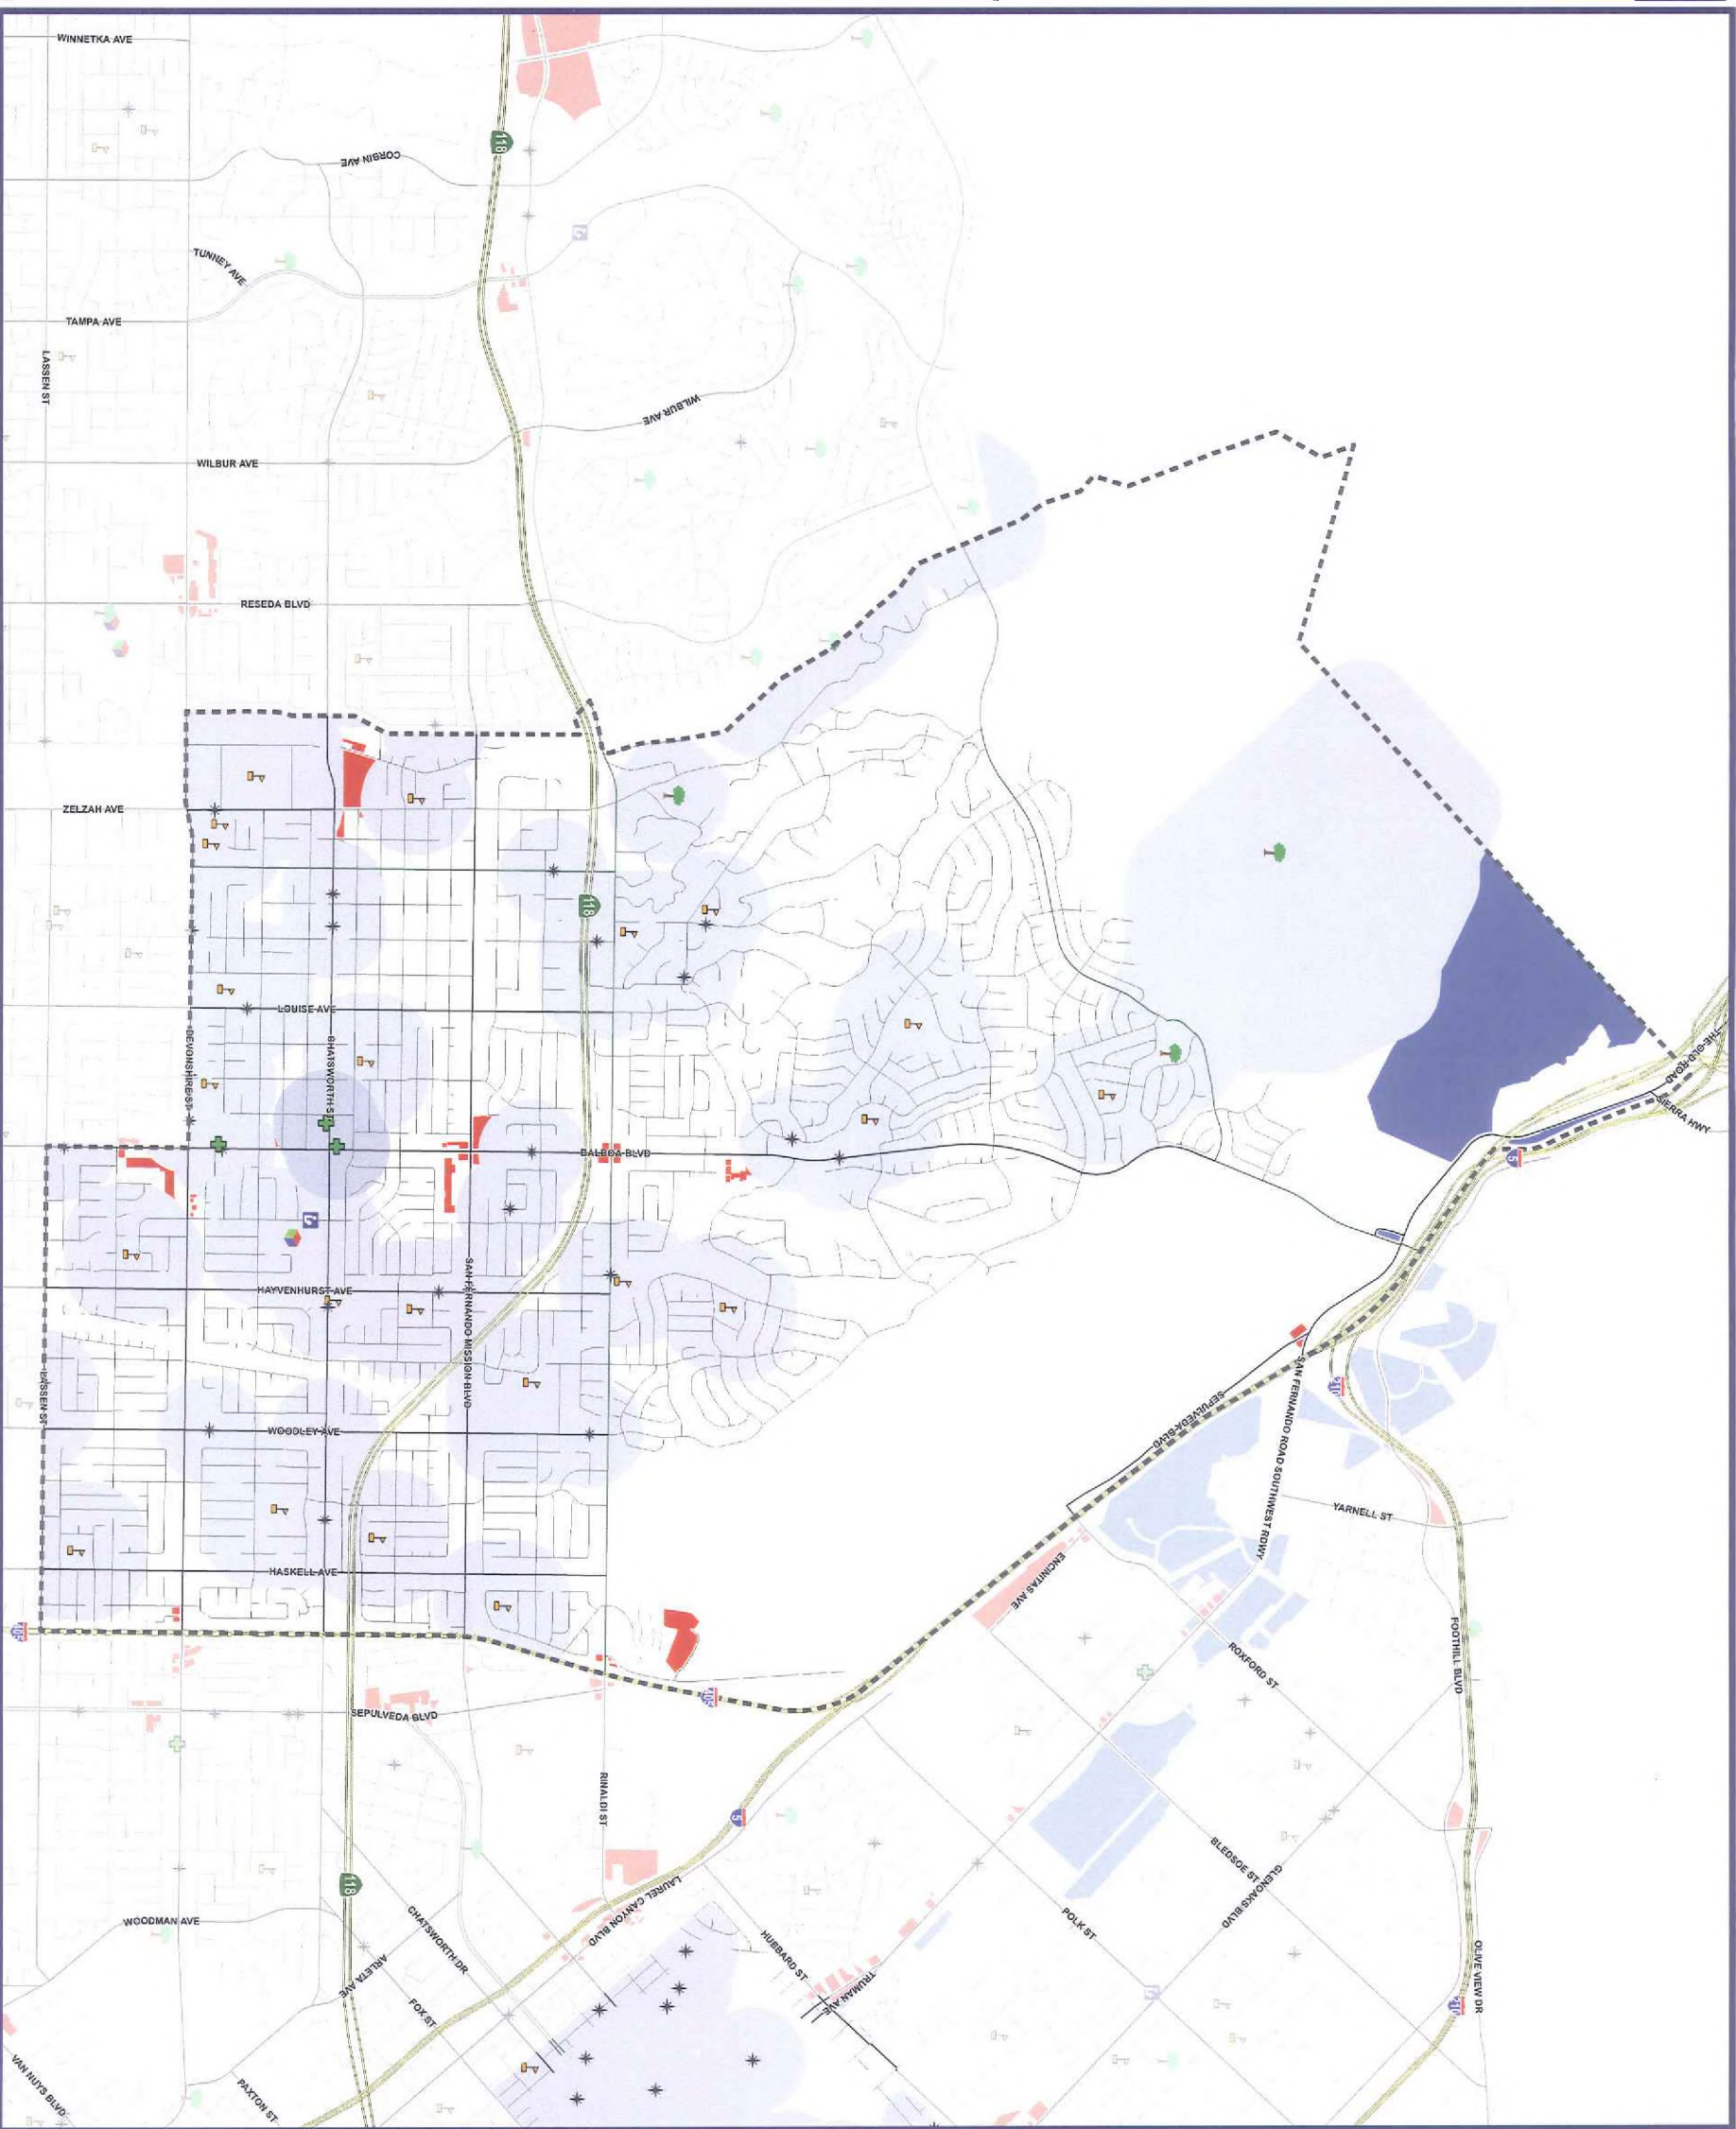 WINNETKA AVE
CORBIN AVE
118
TUNNEY AVE
TAMPA AVE
LASSEN ST
WILBUR AVE
WILBUR AVE
RESEDA BLVD
ZELZAH AVE
118
LOUISE AVE
DEVONSHIRE ST
CHATSWORTH ST
THE OLD ROAD
SIERRA HWY
BALBOA BLVD
5
HAYVENHURST AVE
SAN FERNANDO MISSION BLVD
LASSEN ST
WOODLEY AVE
SEPULVEDA BLVD
SAN FERNANDO ROAD SOUTHWEST RDWY
210
YARNELL ST
ENCINITAS AVE
HASKELL AVE
405
ROXFORD ST
FOOTHILL BLVD
405
SEPULVEDA BLVD
RINALDI ST
5
BLEDSOE ST
GLENOAKS BLVD
118
LAUREL CANYON BLVD
WOODMAN AVE
CHATSWORTH DR
POLK ST
HUBBARD ST
ARLETA AVE
TRUMAN AVE
OLIVE VIEW DR
FOX ST
210
VAN NUYS BLVD
PAXTON ST